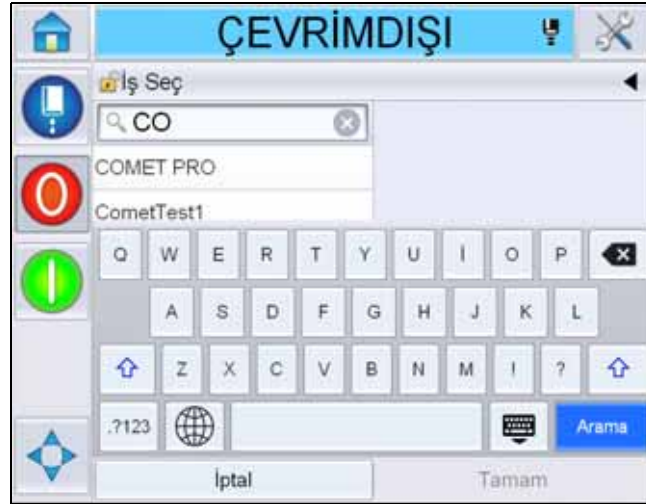 ÇEVRİMDIŞI
İş Seç
CO
COMET PRO
CometTest1
Q W E R T Y U İ O P
A S D F G H J K L
Z X C V B N M ! ?
.?123 Arama
İptal Tamam